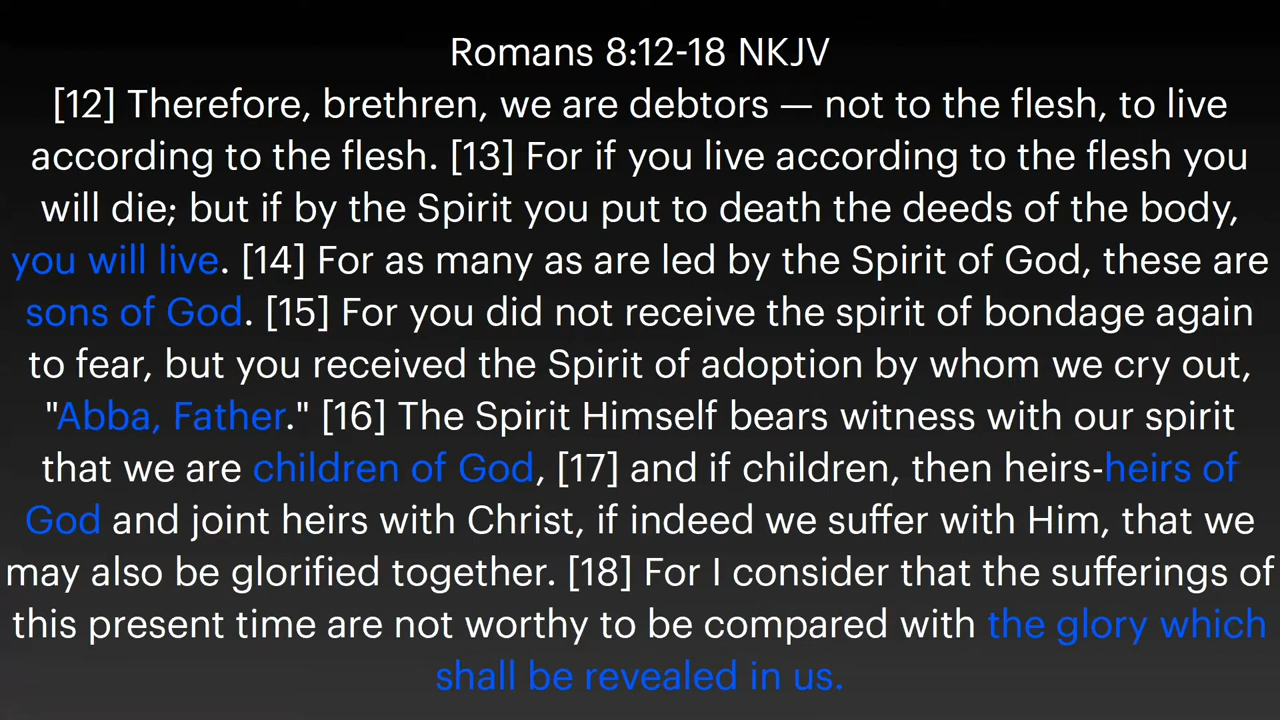 Romans 8:12-18 NKJV
[12] Therefore, brethren, we are debtors — not to the flesh, to live
according to the flesh. [13] For if you live according to the flesh you
will die; but if by the Spirit you put to death the deeds of the body,
you will live. [14] For as many as are led by the Spirit of God, these are
sons of God. [15] For you did not receive the spirit of bondage again
to fear, but you received the Spirit of adoption by whom we cry out,
"Abba, Father." [16] The Spirit Himself bears witness with our spirit
that we are children of God, [17] and if children, then heirs-heirs of
God and joint heirs with Christ, if indeed we suffer with Him, that we
may also be glorified together. [18] For I consider that the sufferings of
this present time are not worthy to be compared with the glory which
shall be revealed in us.